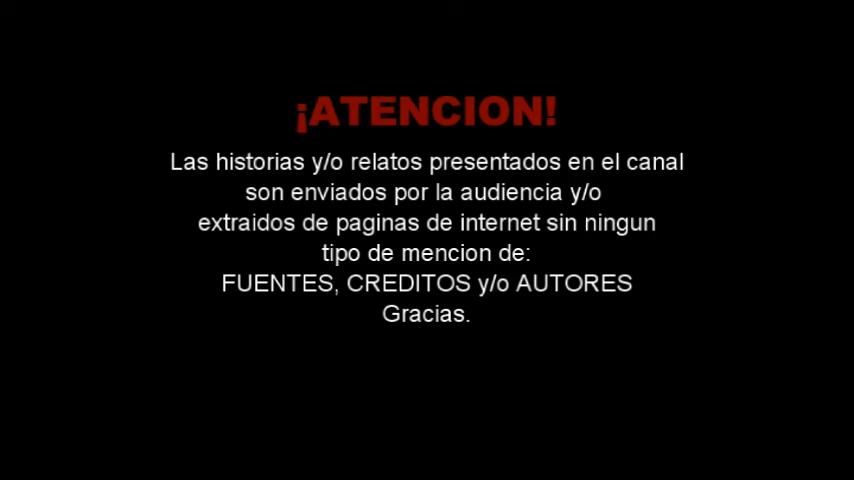 ¡ATENCION!
Las historias y/o relatos presentados en el canal
son enviados por la audiencia y/o
extraidos de paginas de internet sin ningun
tipo de mencion de:
FUENTES, CREDITOS y/o AUTORES
Gracias.